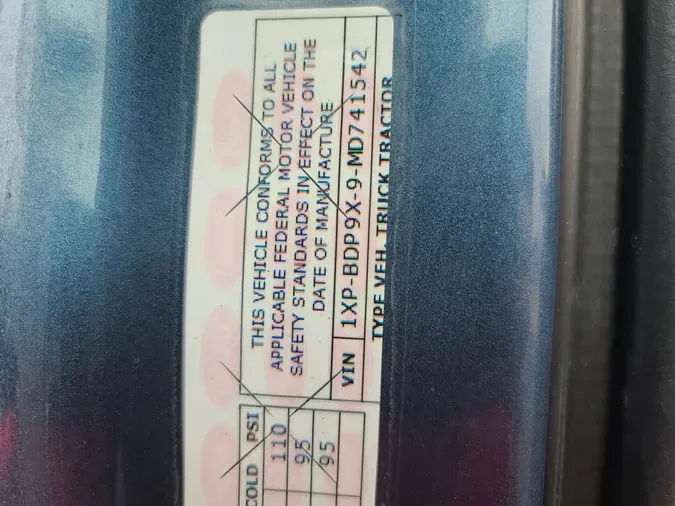 THIS VEHICLE CONFORMS TO ALL
APPLICABLE FEDERAL MOTOR VEHICLE
SAFETY STANDARDS IN EFFECT ON THE
DATE OF MANUFACTURE.
VIN 1XP-BDP9X-9-MD741542
TYPE VEH. TRUCK TRACTOR
COLD PSI
110
95
95